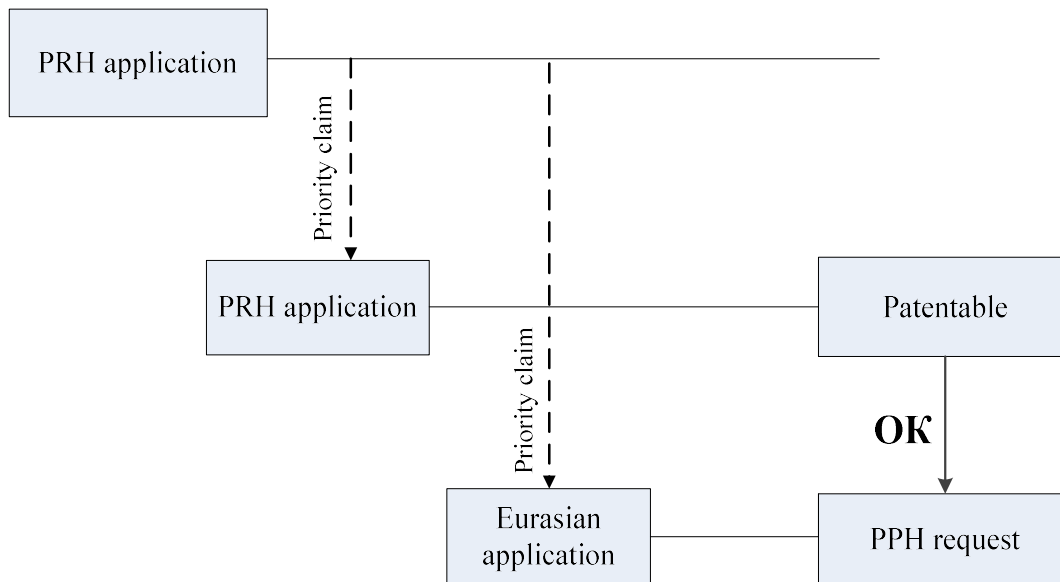 PRH application
Priority claim
PRH application
Patentable
Priority claim
OK
Eurasian
application
PPH request